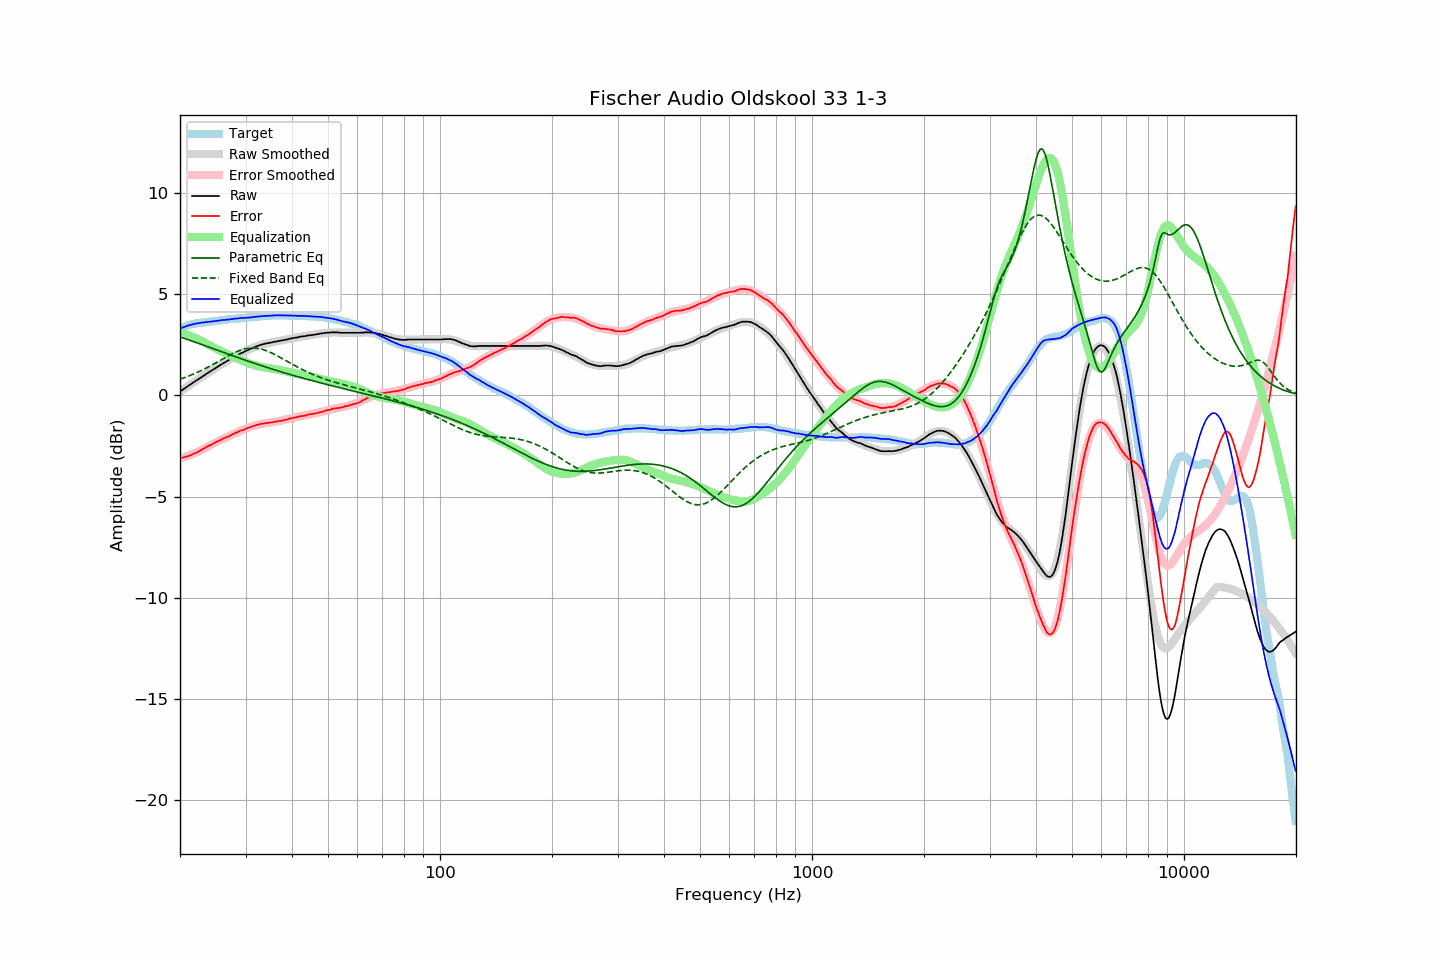 Fischer Audio Oldskool 33 1-3
Target
Raw Smoothed
Error Smoothed
Raw
Error
Equalization
Parametric Eq
Fixed Band Eq
Equalized
10
5
0
−5
−10
−15
−20
Amplitude (dBr)
100
1000
10000
Frequency (Hz)